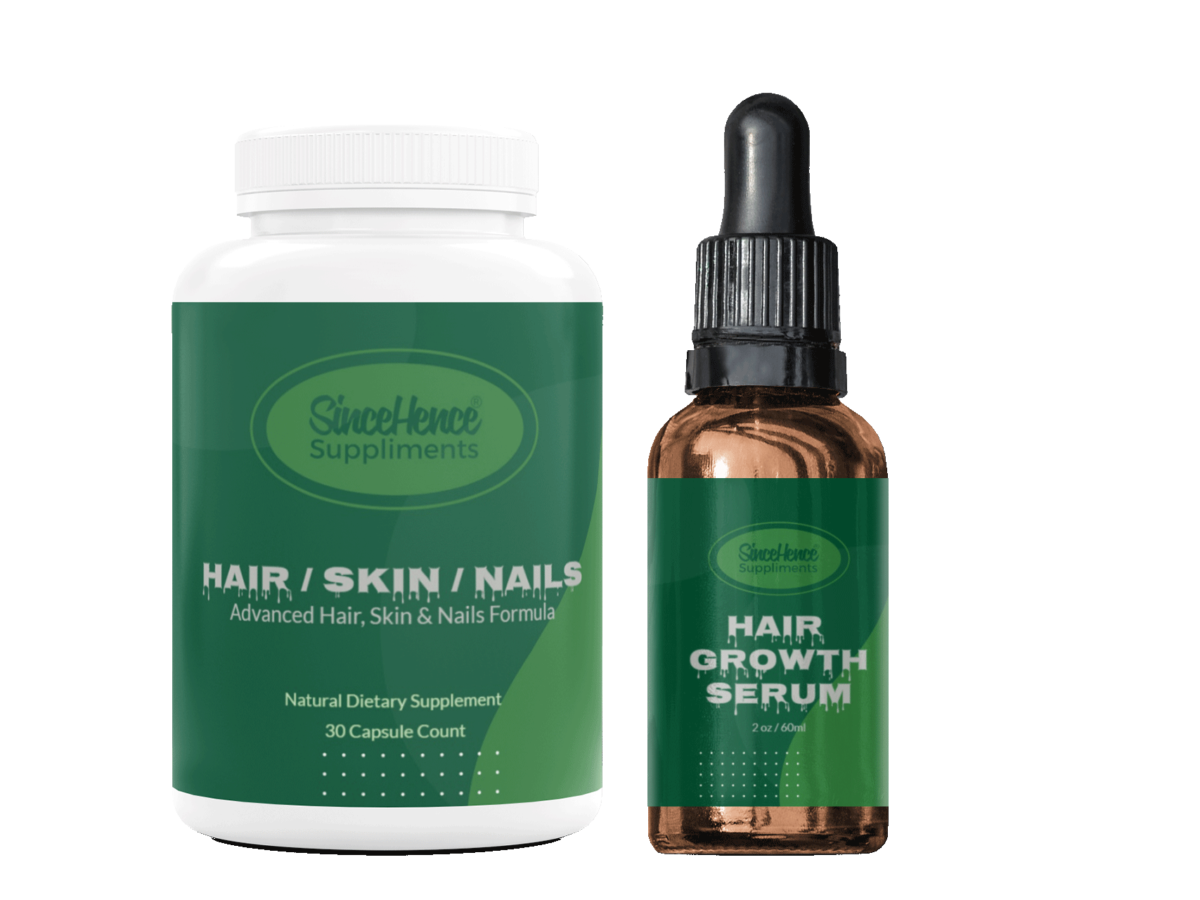 SinceHence®
Suppliments
HAIR / SKIN / NAILS
Advanced Hair, Skin & Nails Formula
Natural Dietary Supplement
30 Capsule Count
SinceHence®
Suppliments
HAIR
GROWTH
SERUM
2 oz / 60ml